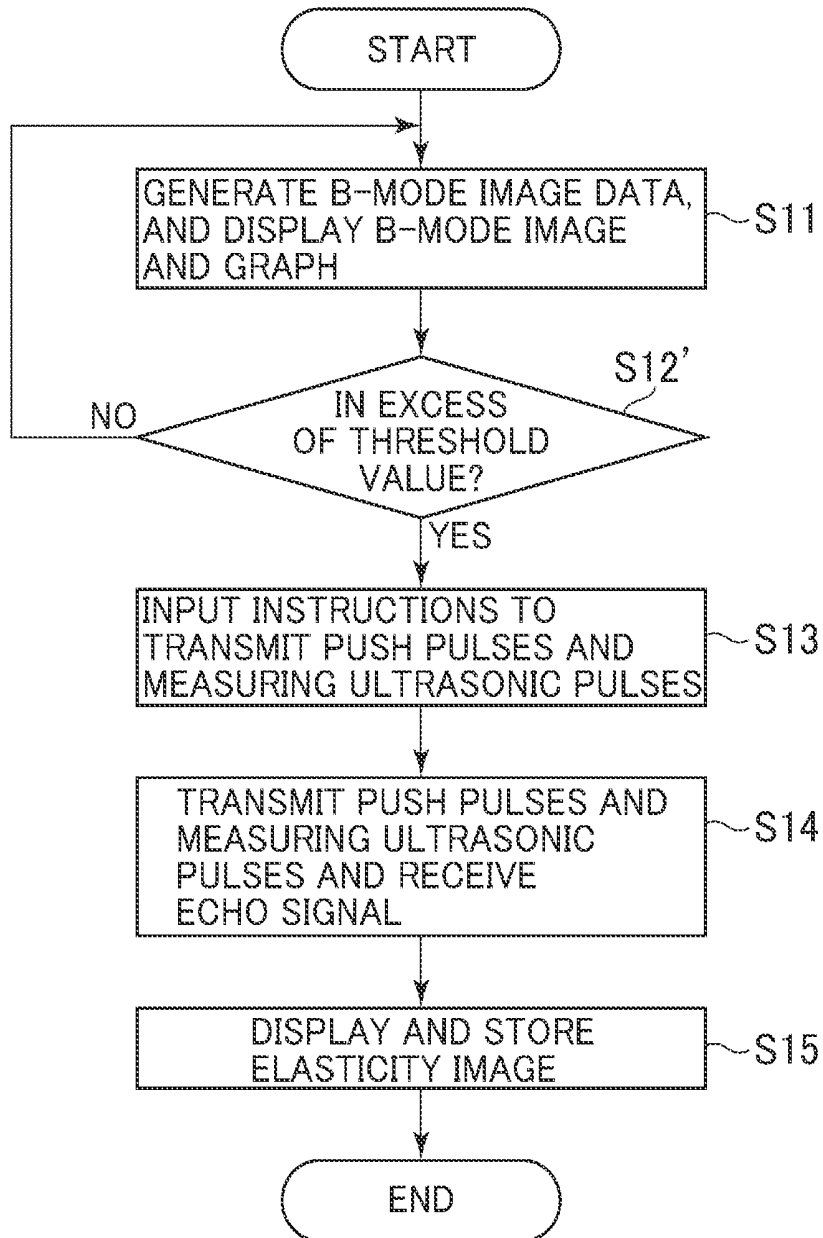 START
GENERATE B-MODE IMAGE DATA,
AND DISPLAY B-MODE IMAGE
AND GRAPH
S11
S12'
IN EXCESS
OF THRESHOLD
VALUE?
NO
YES
INPUT INSTRUCTIONS TO
TRANSMIT PUSH PULSES AND
MEASURING ULTRASONIC PULSES
S13
TRANSMIT PUSH PULSES AND
MEASURING ULTRASONIC
PULSES AND RECEIVE
ECHO SIGNAL
S14
DISPLAY AND STORE
ELASTICITY IMAGE
S15
END